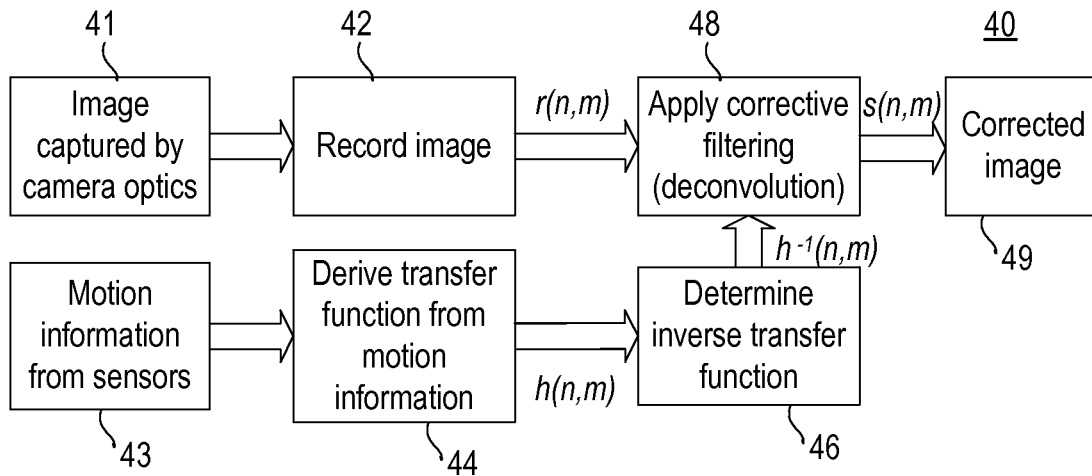 41
42
48
40
Image
captured by
camera optics
Record image
r(n,m)
Apply corrective
filtering
(deconvolution)
s(n,m)
Corrected
image
49
Motion
information
from sensors
43
Derive transfer
function from
motion
information
44
h(n,m)
h⁻¹(n,m)
Determine
inverse transfer
function
46